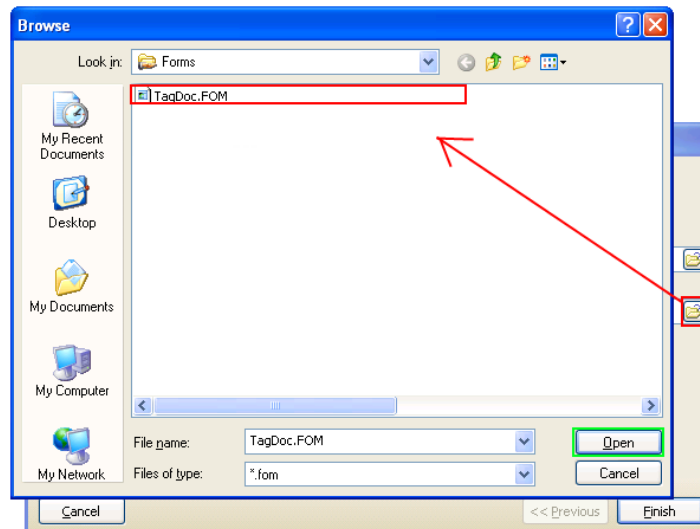 Browse
Look in:
Forms
TagDoc.FOM
My Recent
Documents
Desktop
My Documents
My Computer
My Network
File name:
TagDoc.FOM
Open
Files of type:
*.fom
Cancel
Cancel
<< Previous
Finish